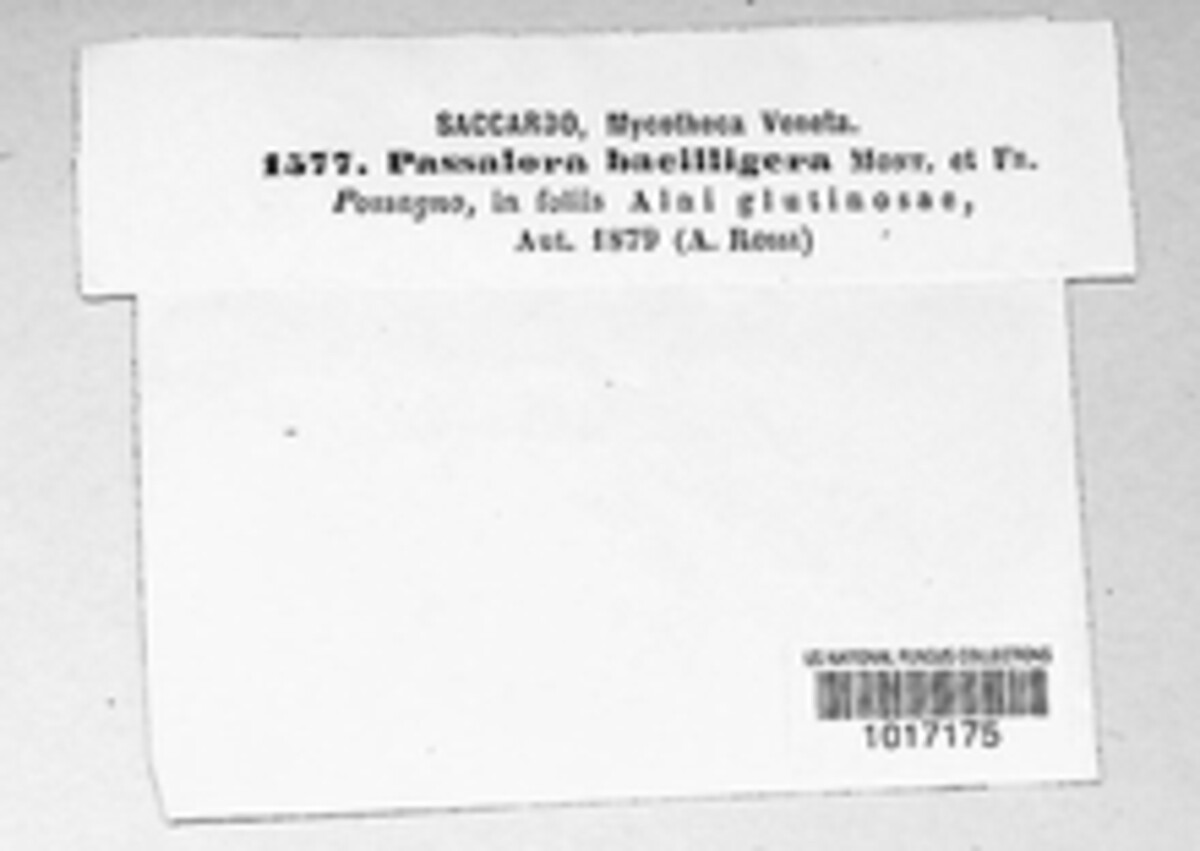 SACCARDO, Mycotheca Veneta.
1577. Passalora bacilligera Mont. et Fr.
Possagno, in foliis Alni glutinosae,
Aut. 1879 (A. Rossi)
US NATIONAL FUNGUS COLLECTIONS
1017175